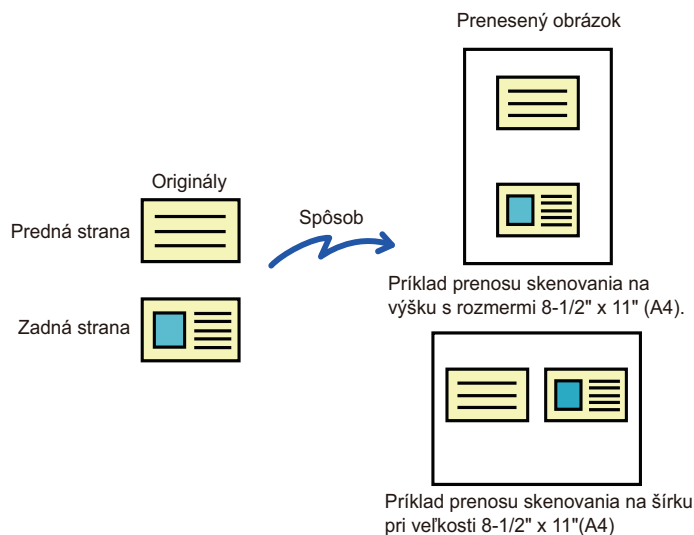 Prenesený obrázok
Originály
Predná strana
Spôsob
Zadná strana
Príklad prenosu skenovania na
výšku s rozmermi 8-1/2" x 11" (A4).
Príklad prenosu skenovania na šírku
pri veľkosti 8-1/2" x 11"(A4)